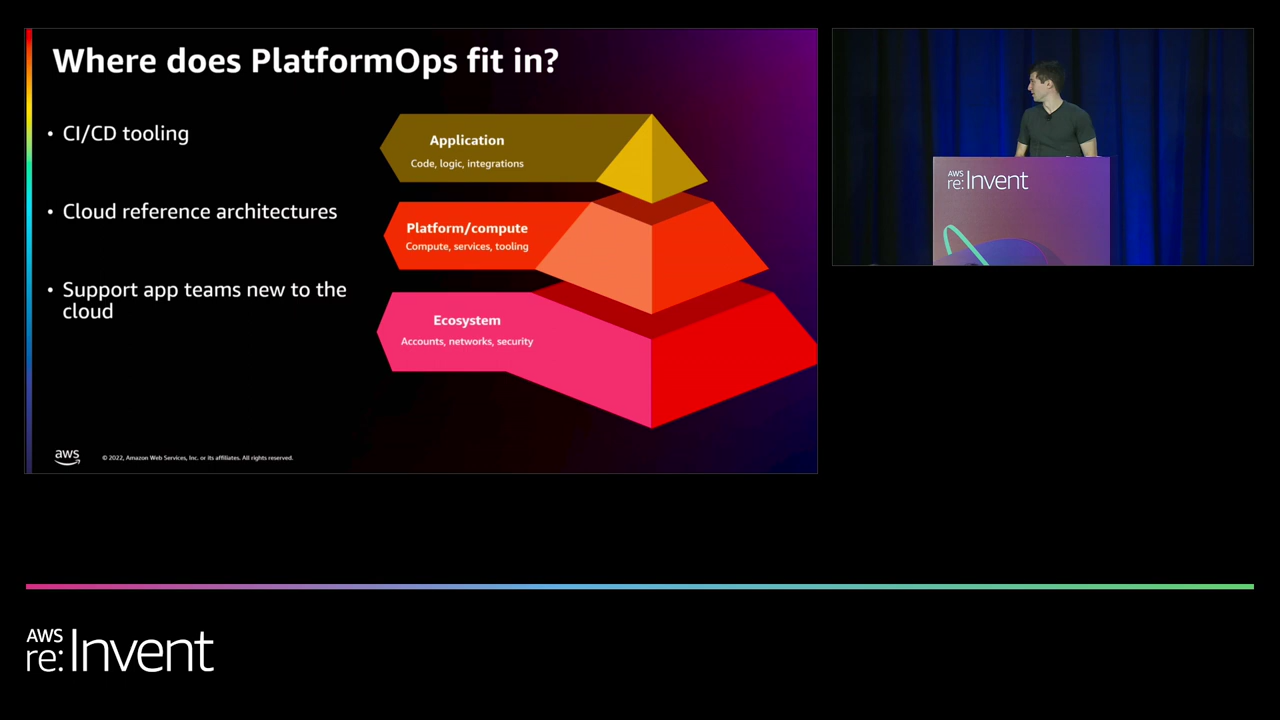 Where does PlatformOps fit in?
• CI/CD tooling
• Cloud reference architectures
• Support app teams new to the
cloud
Application
Code, logic, integrations
Platform/compute
Compute, services, tooling
Ecosystem
Accounts, networks, security
aws
© 2022, Amazon Web Services, Inc. or its affiliates. All rights reserved.
AWS
re:Invent
AWS
re:Invent